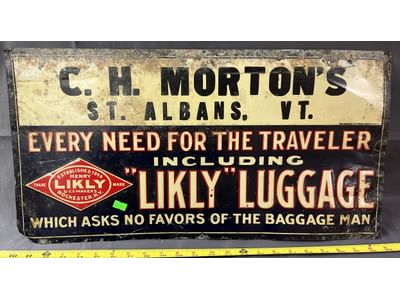 C. H. MORTON'S
ST. ALBANS, VT.
EVERY NEED FOR THE TRAVELER
INCLUDING
"LIKLY" LUGGAGE
WHICH ASKS NO FAVORS OF THE BAGGAGE MAN
ESTABLISHED 1844
HENRY
TRADE LIKLY MARK
& CO MAKERS
ROCHESTER, N.Y.